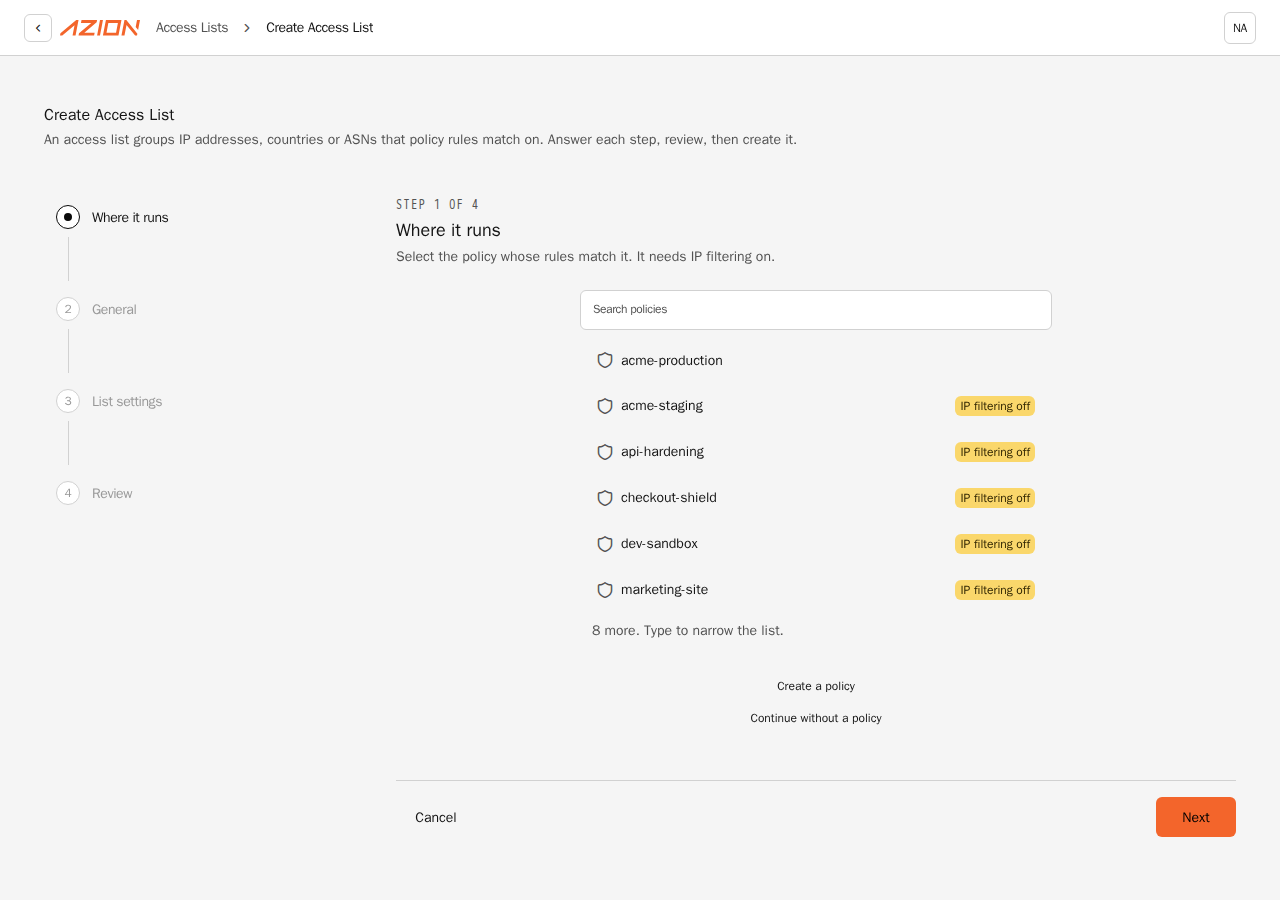 AZION
Access Lists
Create Access List
NA
Create Access List
An access list groups IP addresses, countries or ASNs that policy rules match on. Answer each step, review, then create it.
Where it runs
2 General
3 List settings
4 Review
STEP 1 OF 4
Where it runs
Select the policy whose rules match it. It needs IP filtering on.
Search policies
acme-production
acme-staging IP filtering off
api-hardening IP filtering off
checkout-shield IP filtering off
dev-sandbox IP filtering off
marketing-site IP filtering off
8 more. Type to narrow the list.
Create a policy
Continue without a policy
Cancel
Next